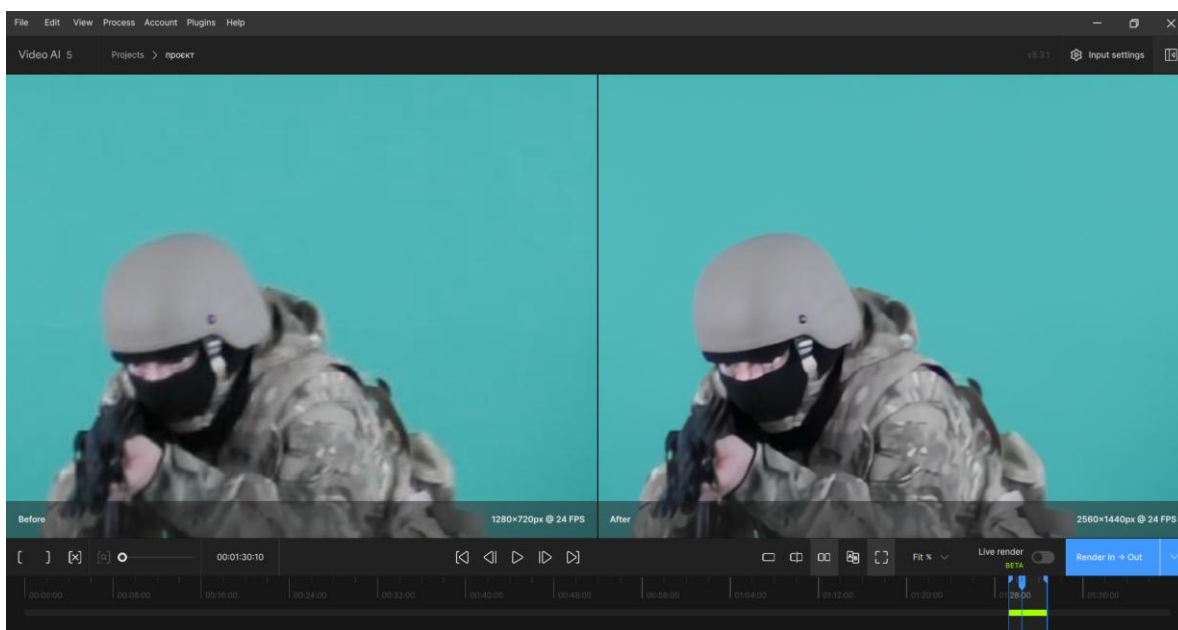 File Edit View Process Account Plugins Help
Video AI 5 Projects > проєкт v5.3.1 Input settings
Before 1280×720px @ 24 FPS After 2560×1440px @ 24 FPS
00:01:30:10 Fit % Live render BETA Render In → Out
00:00:00 00:08:00 00:16:00 00:24:00 00:32:00 00:40:00 00:48:00 00:56:00 01:04:00 01:12:00 01:20:00 01:28:00 01:36:00